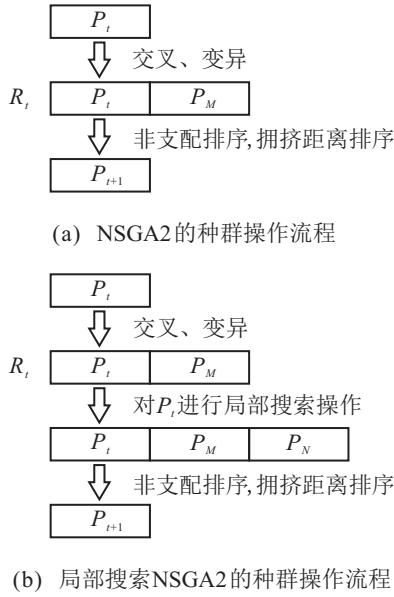 P_t
交叉、变异
R_t P_t P_M
非支配排序,拥挤距离排序
P_{t+1}
(a) NSGA2的种群操作流程
P_t
交叉、变异
R_t P_t P_M
对P_t进行局部搜索操作
P_t P_M P_N
非支配排序,拥挤距离排序
P_{t+1}
(b) 局部搜索NSGA2的种群操作流程